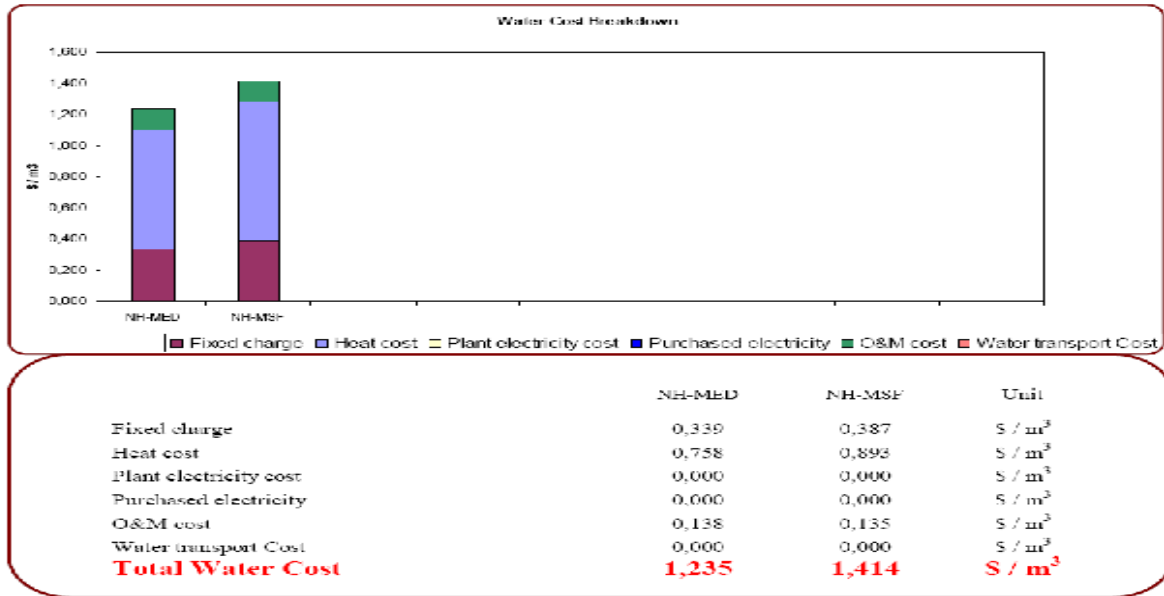 Water Cost Breakdown
1,600
1,400
1,200
1,000
0,800
0,600
0,400
0,200
0,000
$ / m3
NH-MED NH-MSF
Fixed charge Heat cost Plant electricity cost Purchased electricity O&M cost Water transport Cost
NH-MED NH-MSF Unit
Fixed charge 0,339 0,387 $ / m³
Heat cost 0,758 0,893 $ / m³
Plant electricity cost 0,000 0,000 $ / m³
Purchased electricity 0,000 0,000 $ / m³
O&M cost 0,138 0,135 $ / m³
Water transport Cost 0,000 0,000 $ / m³
Total Water Cost 1,235 1,414 $ / m³